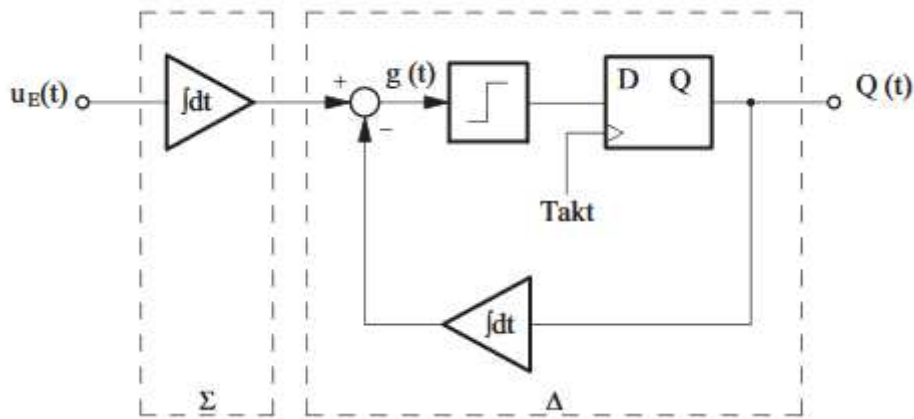 u_E(t)
∫dt
+
−
g (t)
D Q
Q (t)
Takt
∫dt
Σ
Δ